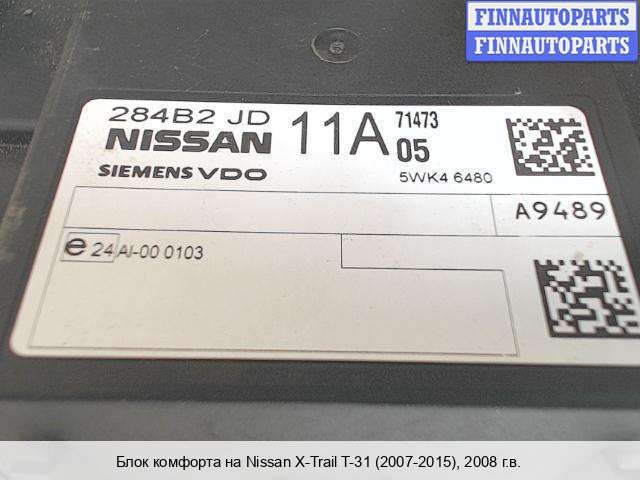 FINNAUTOPARTS
FINNAUTOPARTS
284B2 JD 11A 71473
NISSAN 05
SIEMENS VDO 5WK4 6480
A9489
e 24 AI-00 0103
Блок комфорта на Nissan X-Trail T-31 (2007-2015), 2008 г.в.